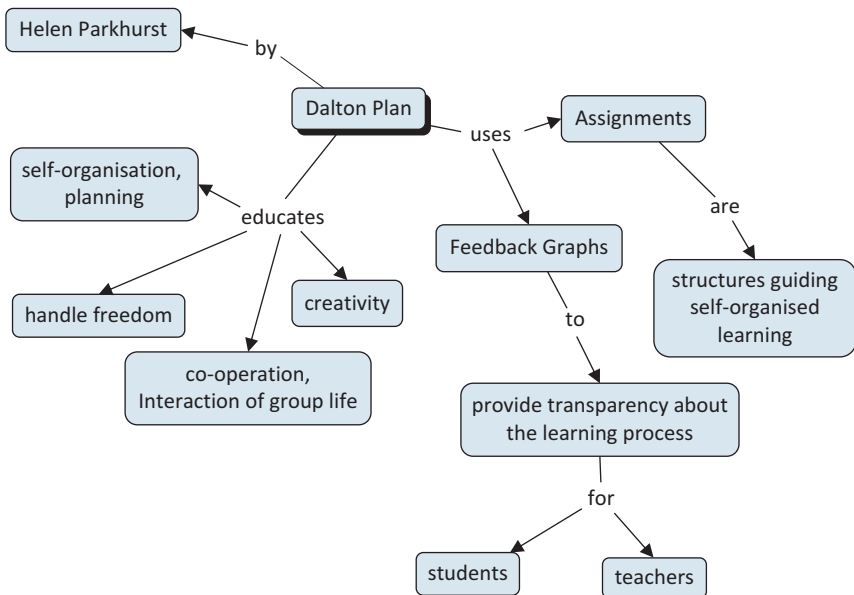 Helen Parkhurst
by
Dalton Plan
uses
Assignments
self-organisation,
planning
educates
are
Feedback Graphs
handle freedom
creativity
structures guiding
self-organised
learning
to
co-operation,
Interaction of group life
provide transparency about
the learning process
for
students
teachers